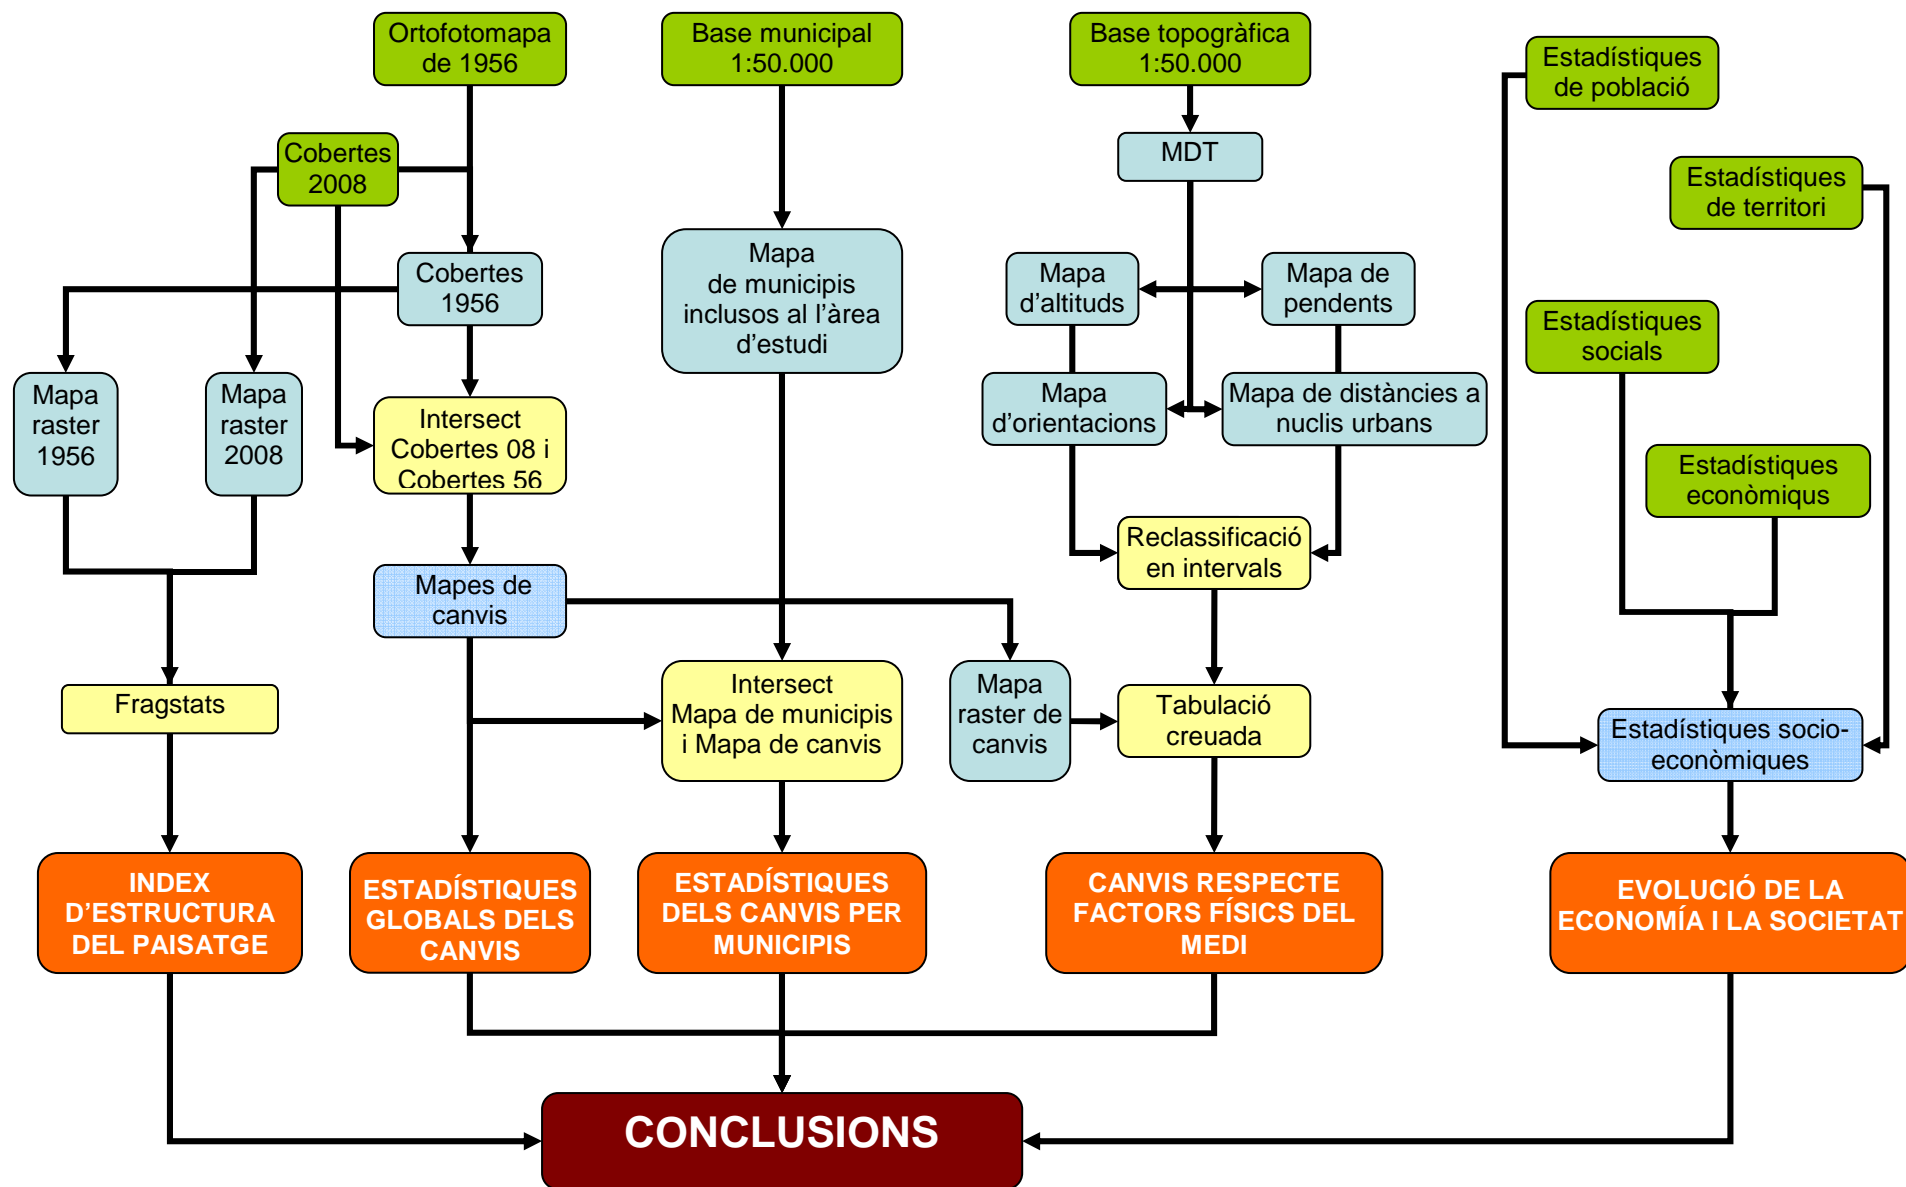 Ortofotomapa
de 1956
Base municipal
1:50.000
Base topogràfica
1:50.000
Estadístiques
de població
Cobertes
2008
MDT
Estadístiques
de territori
Cobertes
1956
Mapa
de municipis
inclusos al l'àrea
d'estudi
Mapa
d'altituds
Mapa de
pendents
Estadístiques
socials
Mapa
raster
1956
Mapa
raster
2008
Intersect
Cobertes 08 i
Cobertes 56
Mapa
d'orientacions
Mapa de distàncies a
nuclis urbans
Estadístiques
econòmiqus
Reclassificació
en intervals
Mapes de
canvis
Fragstats
Intersect
Mapa de municipis
i Mapa de canvis
Mapa
raster de
canvis
Tabulació
creuada
Estadístiques socio-
econòmiques
INDEX
D'ESTRUCTURA
DEL PAISATGE
ESTADÍSTIQUES
GLOBALS DELS
CANVIS
ESTADÍSTIQUES
DELS CANVIS PER
MUNICIPIS
CANVIS RESPECTE
FACTORS FÍSICS DEL
MEDI
EVOLUCIÓ DE LA
ECONOMÍA I LA SOCIETAT
CONCLUSIONS